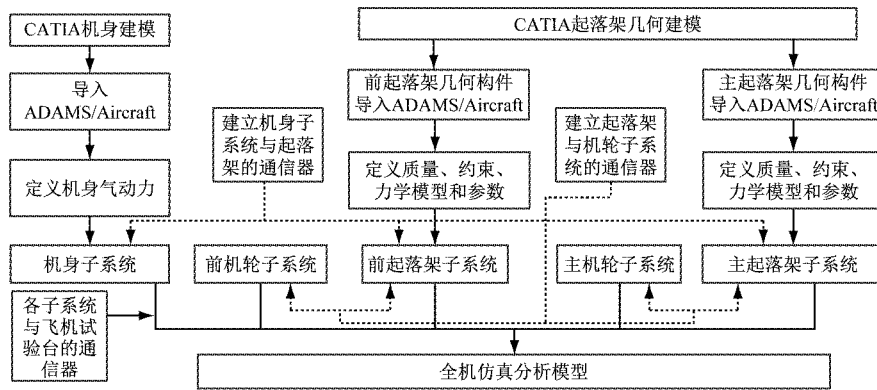 CATIA机身建模
CATIA起落架几何建模
导入
ADAMS/Aircraft
前起落架几何构件
导入ADAMS/Aircraft
主起落架几何构件
导入ADAMS/Aircraft
建立机身子
系统与起落
架的通信器
建立起落架
与机轮子系
统的通信器
定义机身气动力
定义质量、约束、
力学模型和参数
定义质量、约束、
力学模型和参数
机身子系统
前机轮子系统
前起落架子系统
主机轮子系统
主起落架子系统
各子系统
与飞机试
验台的通
信器
全机仿真分析模型